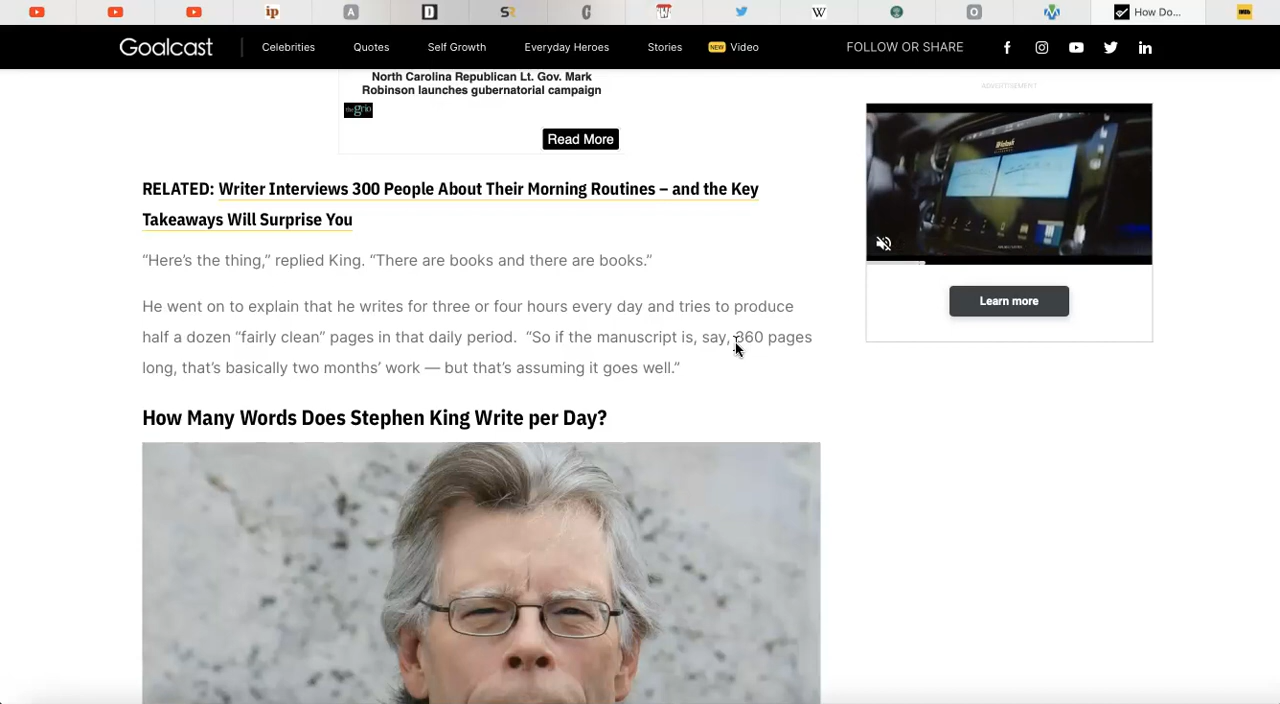 How Do...
Goalcast
Celebrities
Quotes
Self Growth
Everyday Heroes
Stories
NEW Video
FOLLOW OR SHARE
North Carolina Republican Lt. Gov. Mark
Robinson launches gubernatorial campaign
thegrio
Read More
ADVERTISEMENT
RELATED: Writer Interviews 300 People About Their Morning Routines – and the Key
Takeaways Will Surprise You
“Here’s the thing,” replied King. “There are books and there are books.”
Learn more
He went on to explain that he writes for three or four hours every day and tries to produce
half a dozen “fairly clean” pages in that daily period.  “So if the manuscript is, say, 360 pages
long, that’s basically two months’ work — but that’s assuming it goes well.”
How Many Words Does Stephen King Write per Day?